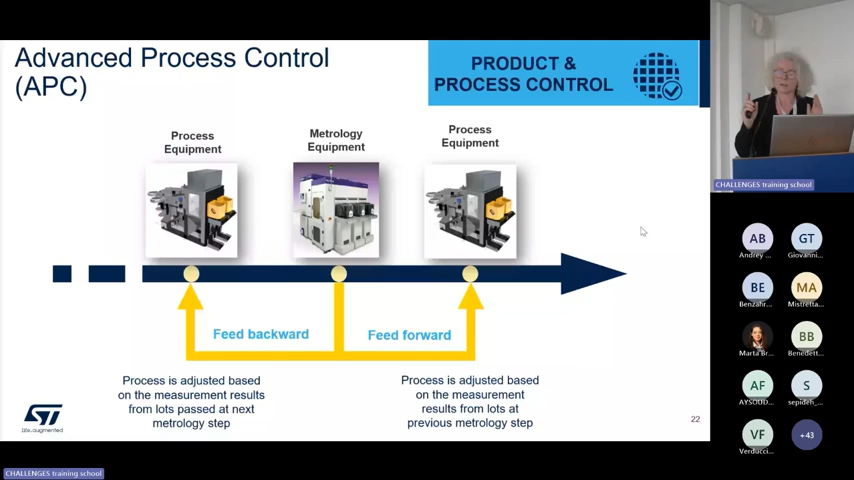 Advanced Process Control
(APC)
PRODUCT &
PROCESS CONTROL
Process
Equipment
Metrology
Equipment
Process
Equipment
Feed backward
Feed forward
Process is adjusted based
on the measurement results
from lots passed at next
metrology step
Process is adjusted based
on the measurement
results from lots at
previous metrology step
ST
life.augmented
22
CHALLENGES training school
CHALLENGES training school
AB
Andrey ...
GT
Giovanni...
BE
Benzahr...
MA
Mistretta...
Marta Br...
BB
Benedett...
AF
AYSOUD...
S
sepideh_...
VF
Verducci...
+43